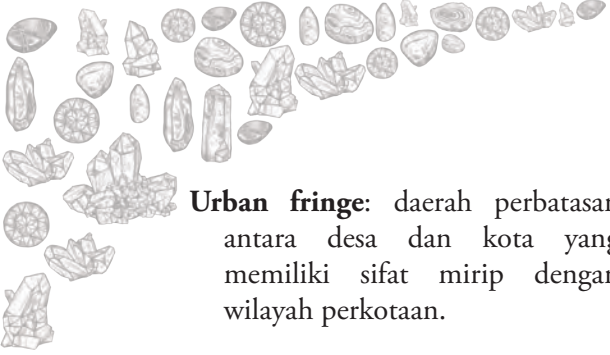 Urban fringe: daerah perbatasan
antara desa dan kota yang
memiliki sifat mirip dengan
wilayah perkotaan.